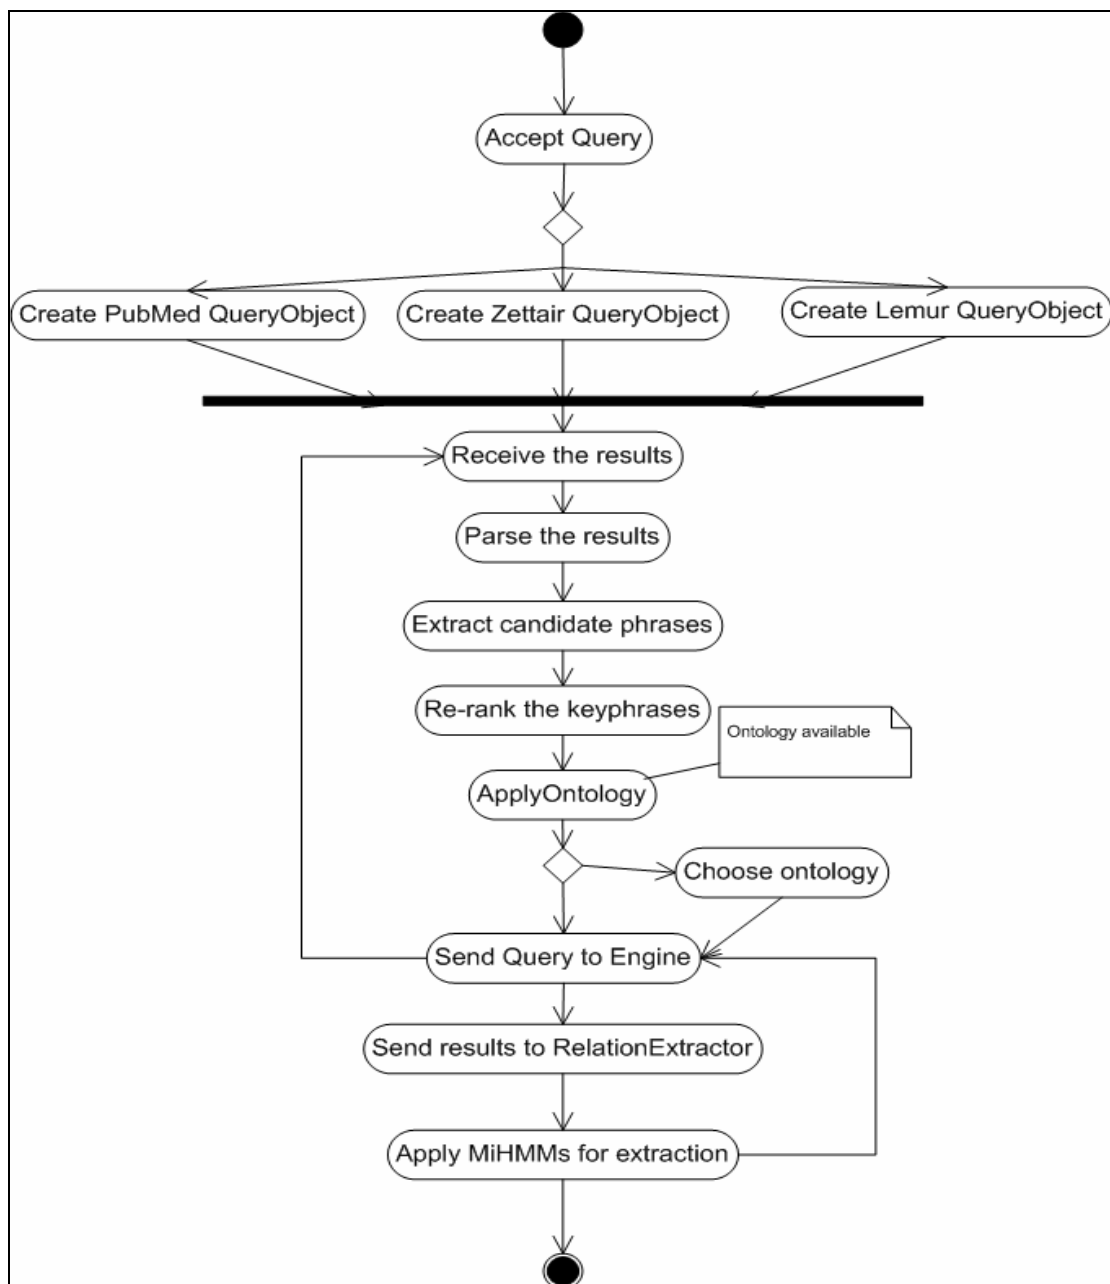 Accept Query
Create PubMed QueryObject
Create Zettair QueryObject
Create Lemur QueryObject
Receive the results
Parse the results
Extract candidate phrases
Re-rank the keyphrases
Ontology available
ApplyOntology
Choose ontology
Send Query to Engine
Send results to RelationExtractor
Apply MiHMMs for extraction